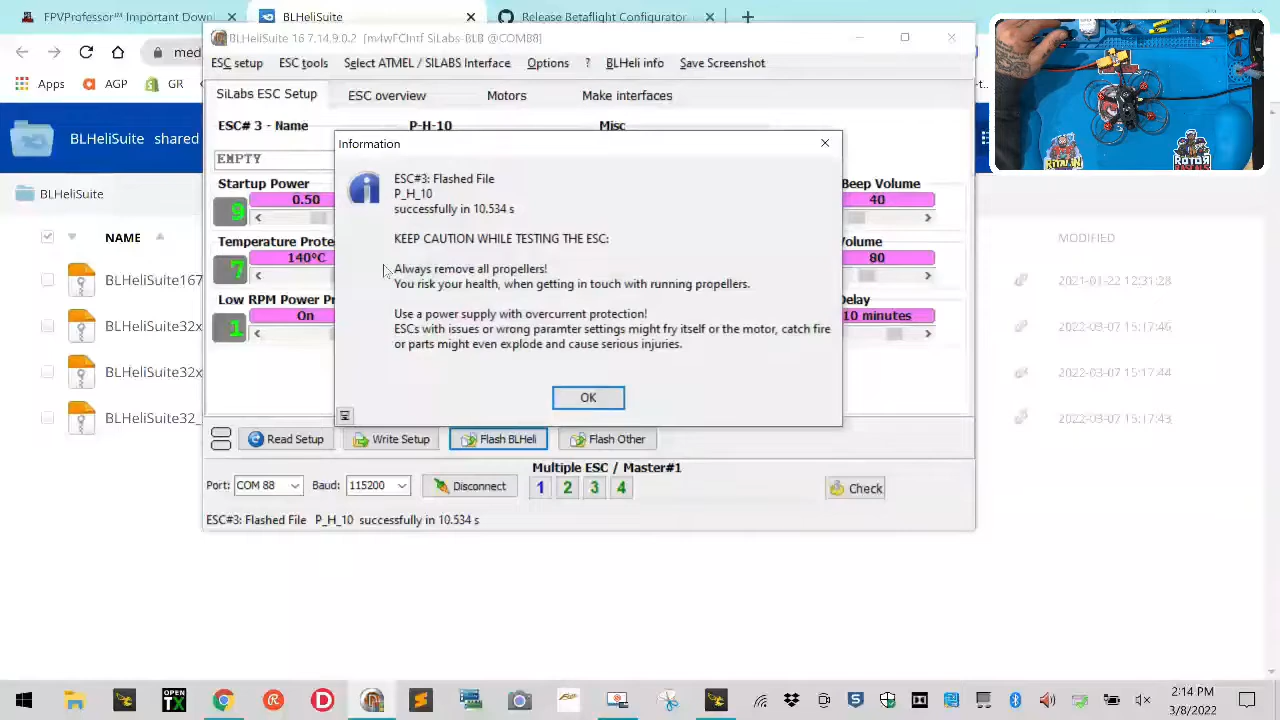 FPVProfessor™ Important Dow
Release Betaflight Configurator
BLHeliSuite
med
Apps
AGP
GR
BLHeliSuite shared
BLHeliSuite
NAME
BLHeliSuite167
BLHeliSuite32x
BLHeliSuite32x
BLHeliSuite32_
ESC setup ESC tools Select ATMEL / SILABS Interface Options ? BLHeli info Save Screenshot
SiLabs ESC Setup ESC overview Motors Make interfaces
ESC# 3 - Name P-H-10 Misc
EMPTY
Startup Power
9
0.50
Temperature Prote
7
140°C
Low RPM Power Pr
1
On
Beep Volume
40
Volume
80
Delay
10 minutes
Information
ESC#3: Flashed File
P_H_10
successfully in 10.534 s
KEEP CAUTION WHILE TESTING THE ESC:
Always remove all propellers!
You risk your health, when getting in touch with running propellers.
Use a power supply with overcurrent protection!
ESCs with issues or wrong paramter settings might fry itself or the motor, catch fire
or parts might even explode and cause serious injuries.
OK
Read Setup Write Setup Flash BLHeli Flash Other
Multiple ESC / Master#1
Port: COM 88 Baud: 115200 Disconnect 1 2 3 4 Check
ESC#3: Flashed File P_H_10 successfully in 10.534 s
MODIFIED
2021-01-22 12:31:28
2022-03-07 15:17:46
2022-03-07 15:17:44
2022-03-07 15:17:43
ROTOR
OPEN
TX
2:14 PM
3/8/2022